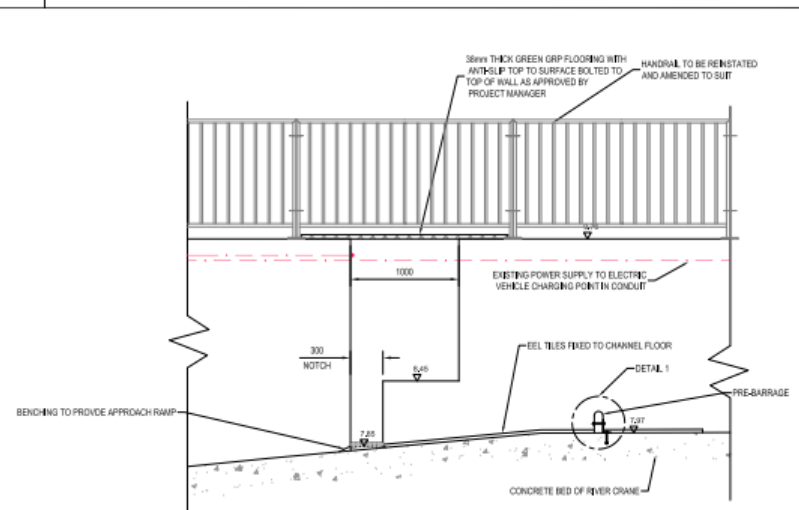 38mm THICK GREEN GRP FLOORING WITH
ANTI-SLIP TOP TO SURFACE BOLTED TO
TOP OF WALL AS APPROVED BY
PROJECT MANAGER
HANDRAIL TO BE REINSTATED
AND AMENDED TO SUIT
1000
EXISTING POWER SUPPLY TO ELECTRIC
VEHICLE CHARGING POINT IN CONDUIT
300
NOTCH
EEL TILES FIXED TO CHANNEL FLOOR
DETAIL 1
8.45
PRE-BARRAGE
BENCHING TO PROVDE APPROACH RAMP
7.85
7.97
CONCRETE BED OF RIVER CRANE